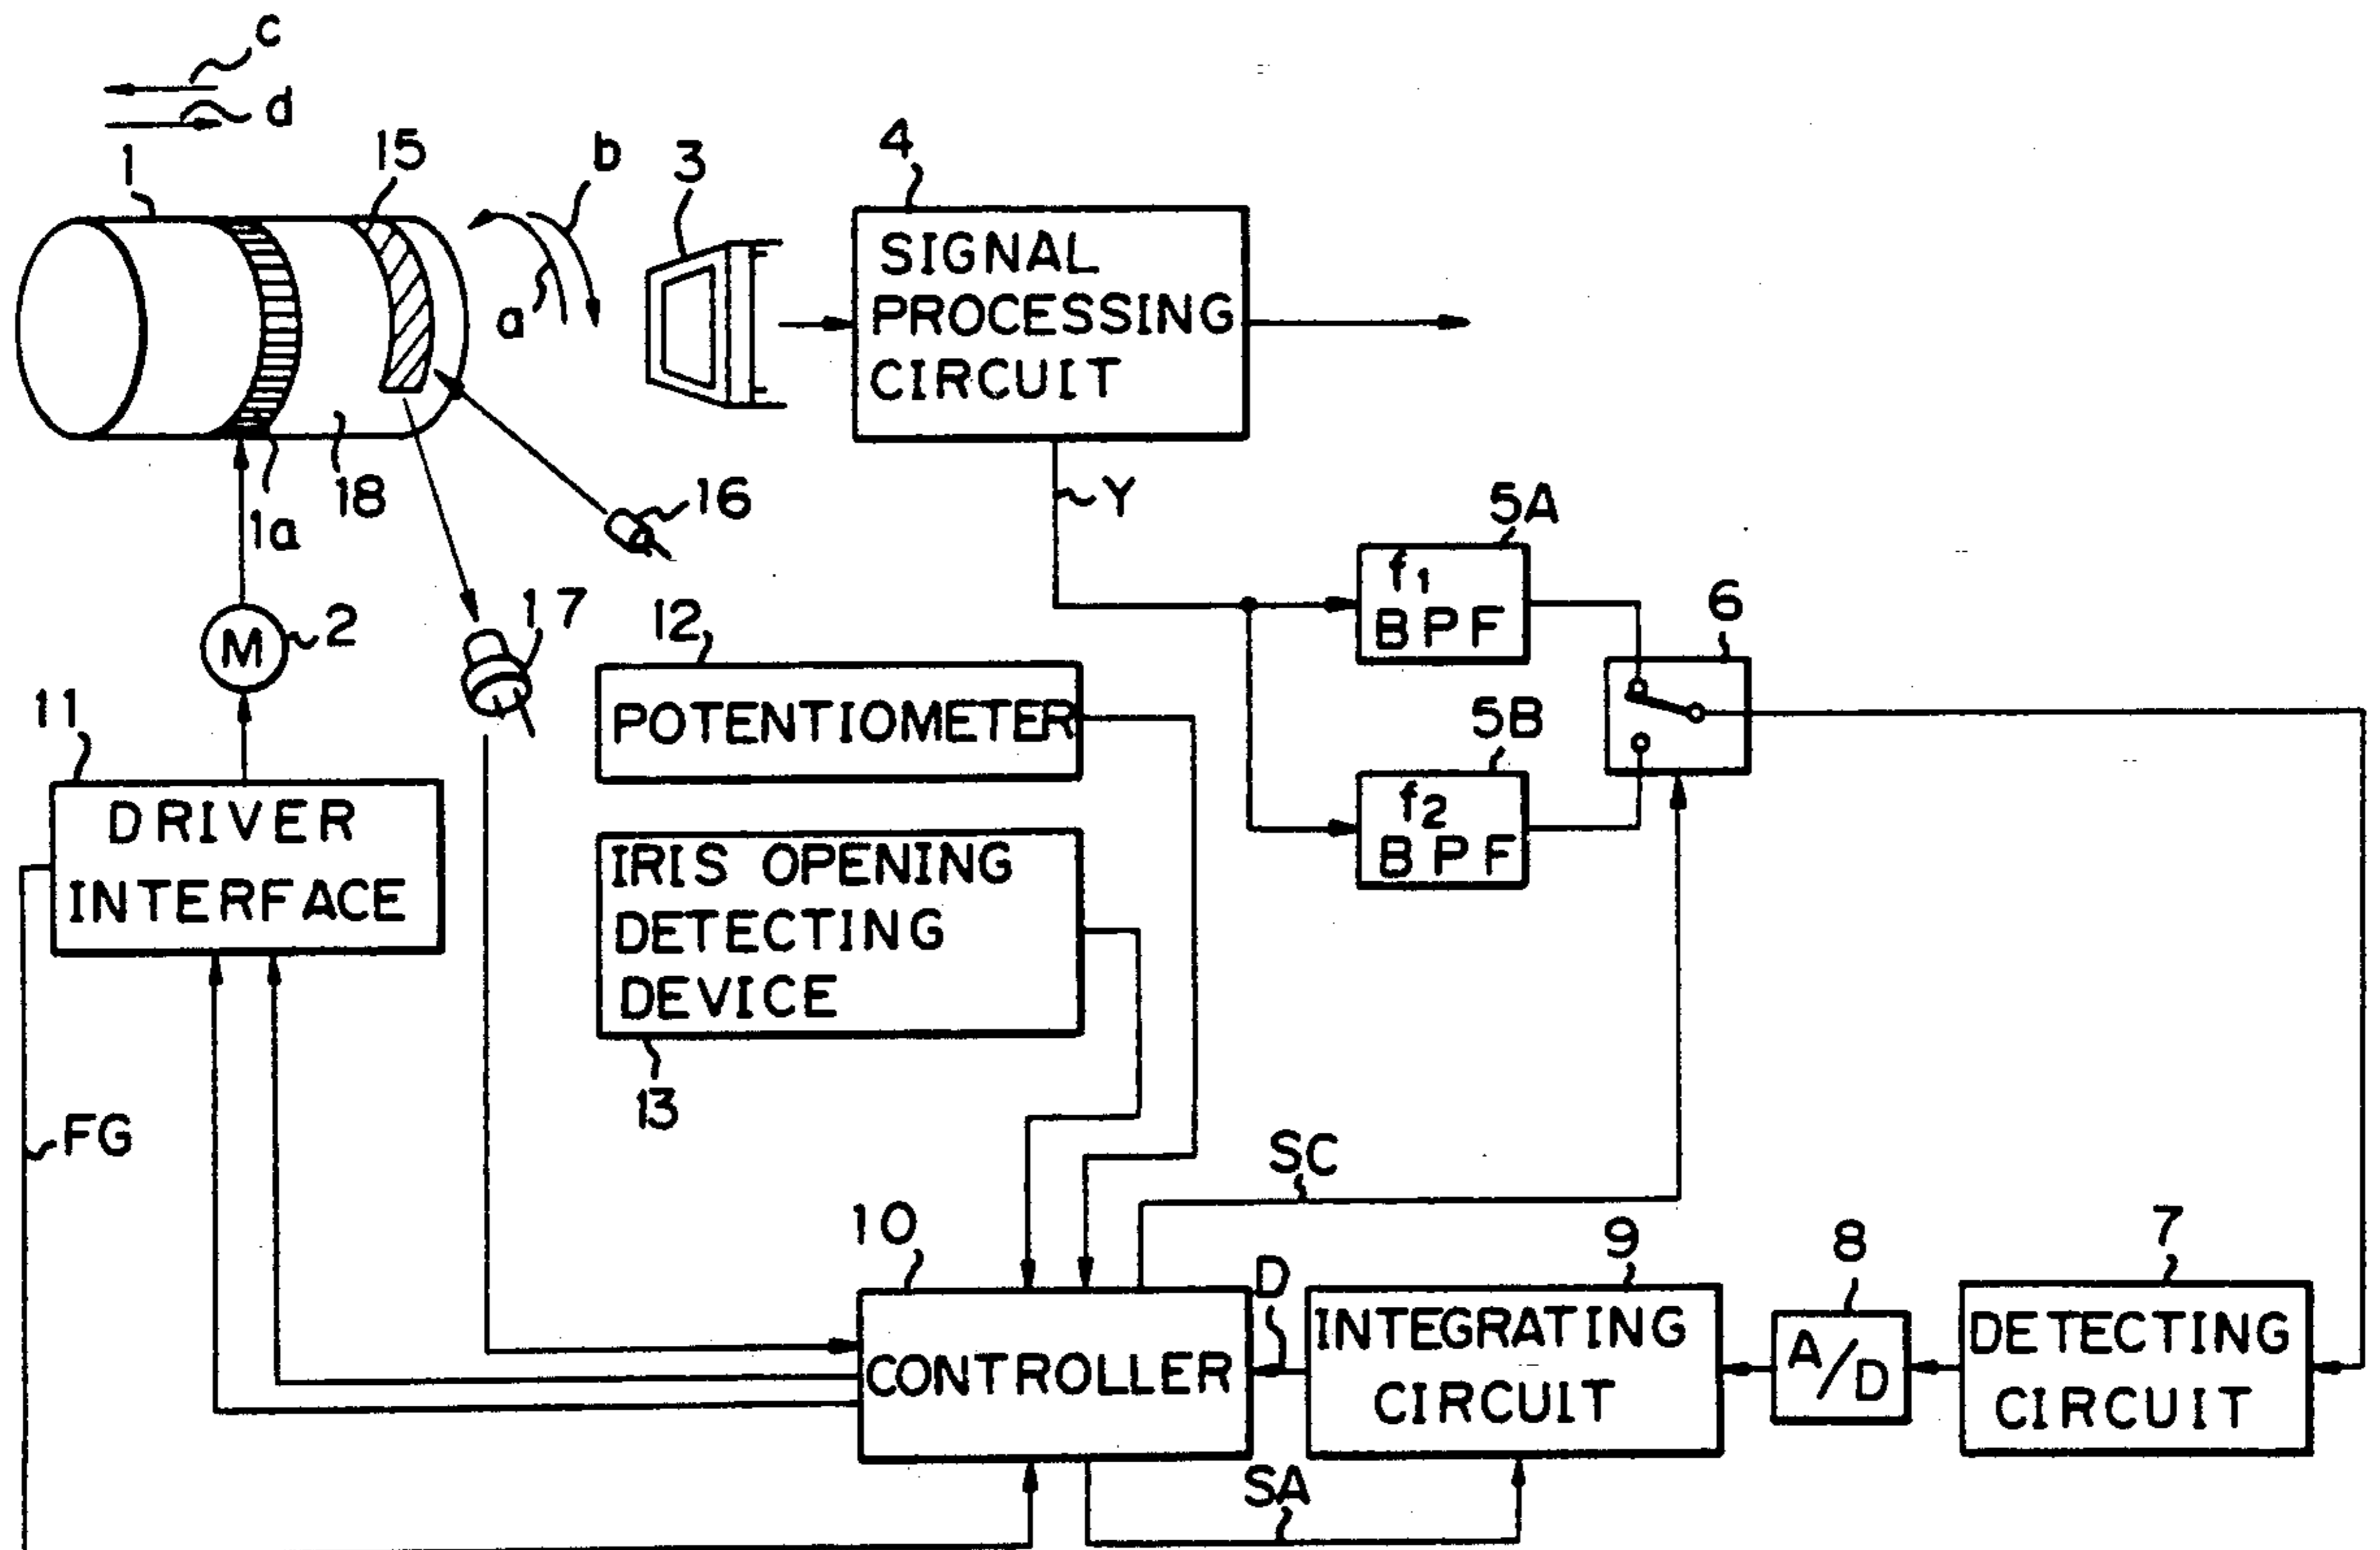 c
d
1
15
b
3
4
a
SIGNAL
PROCESSING
CIRCUIT
18
1a
16
Y
5A
f1
BPF
6
M
2
17
12
POTENTIOMETER
5B
f2
BPF
11
DRIVER
INTERFACE
IRIS OPENING
DETECTING
DEVICE
13
FG
SC
10
D
9
8
7
CONTROLLER
INTEGRATING
CIRCUIT
A/D
DETECTING
CIRCUIT
SA